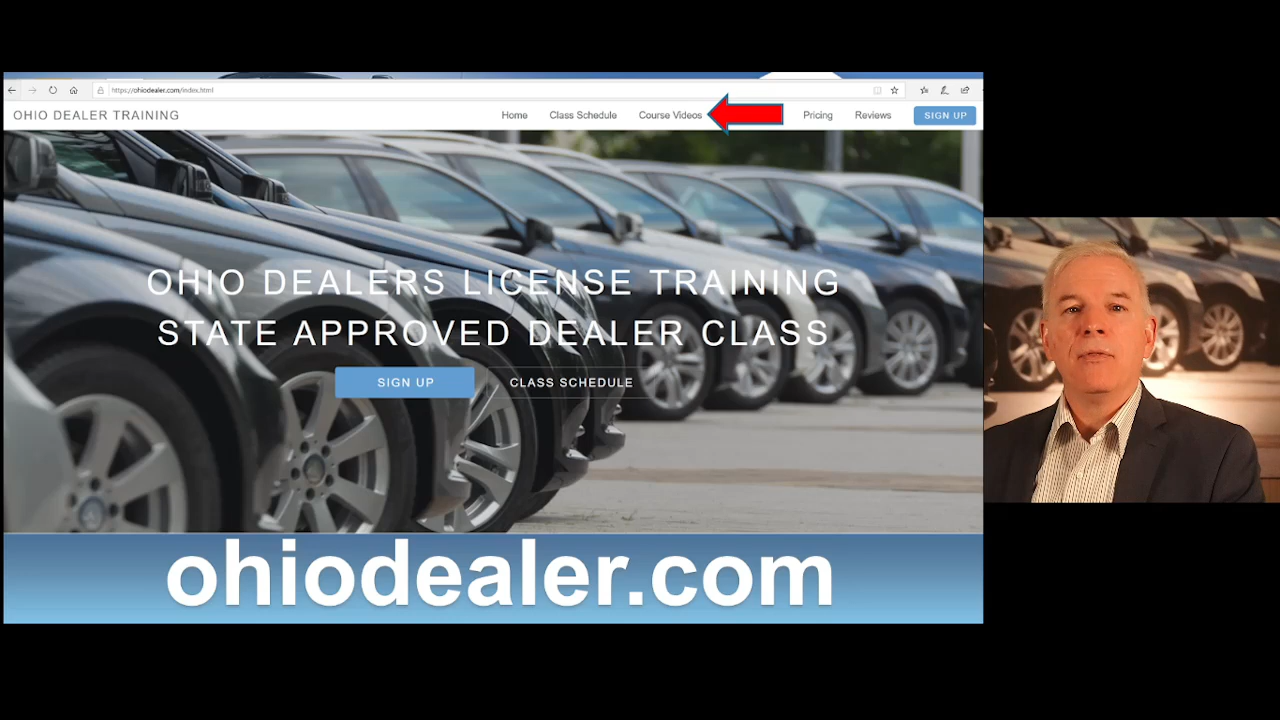 https://ohiodealer.com/index.html
OHIO DEALER TRAINING Home Class Schedule Course Videos Pricing Reviews SIGN UP
OHIO DEALERS LICENSE TRAINING
STATE APPROVED DEALER CLASS
SIGN UP CLASS SCHEDULE
ohiodealer.com